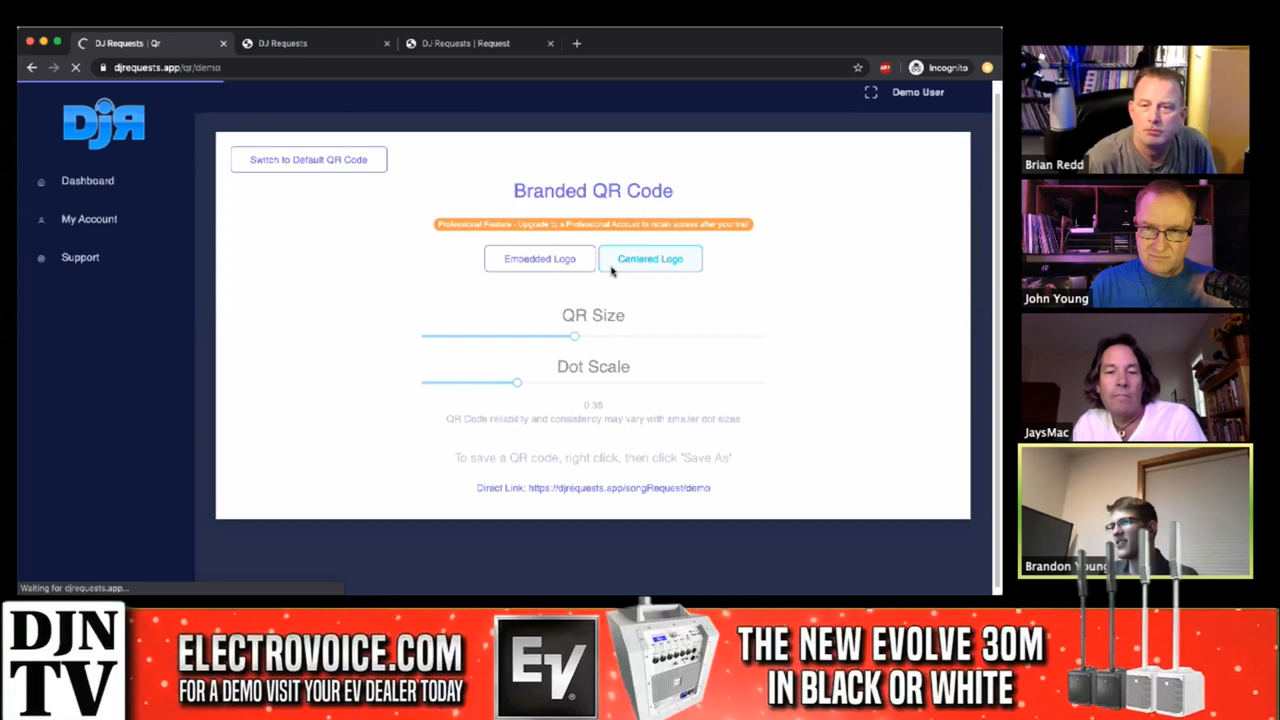 DJ Requests | Qr
DJ Requests
DJ Requests | Request
djrequests.app/qr/demo
ABP
Incognito
DJR
Demo User
Dashboard
My Account
Support
Switch to Default QR Code
Branded QR Code
Professional Feature - Upgrade to a Professional Account to retain access after your trial
Embedded Logo
Centered Logo
QR Size
Dot Scale
0.35
QR Code reliability and consistency may vary with smaller dot sizes
To save a QR code, right click, then click "Save As"
Direct Link: https://djrequests.app/songRequest/demo
Waiting for djrequests.app...
Brian Redd
John Young
JaysMac
Brandon Young
DJN
TV
ELECTROVOICE.COM
FOR A DEMO VISIT YOUR EV DEALER TODAY
EV
THE NEW EVOLVE 30M
IN BLACK OR WHITE